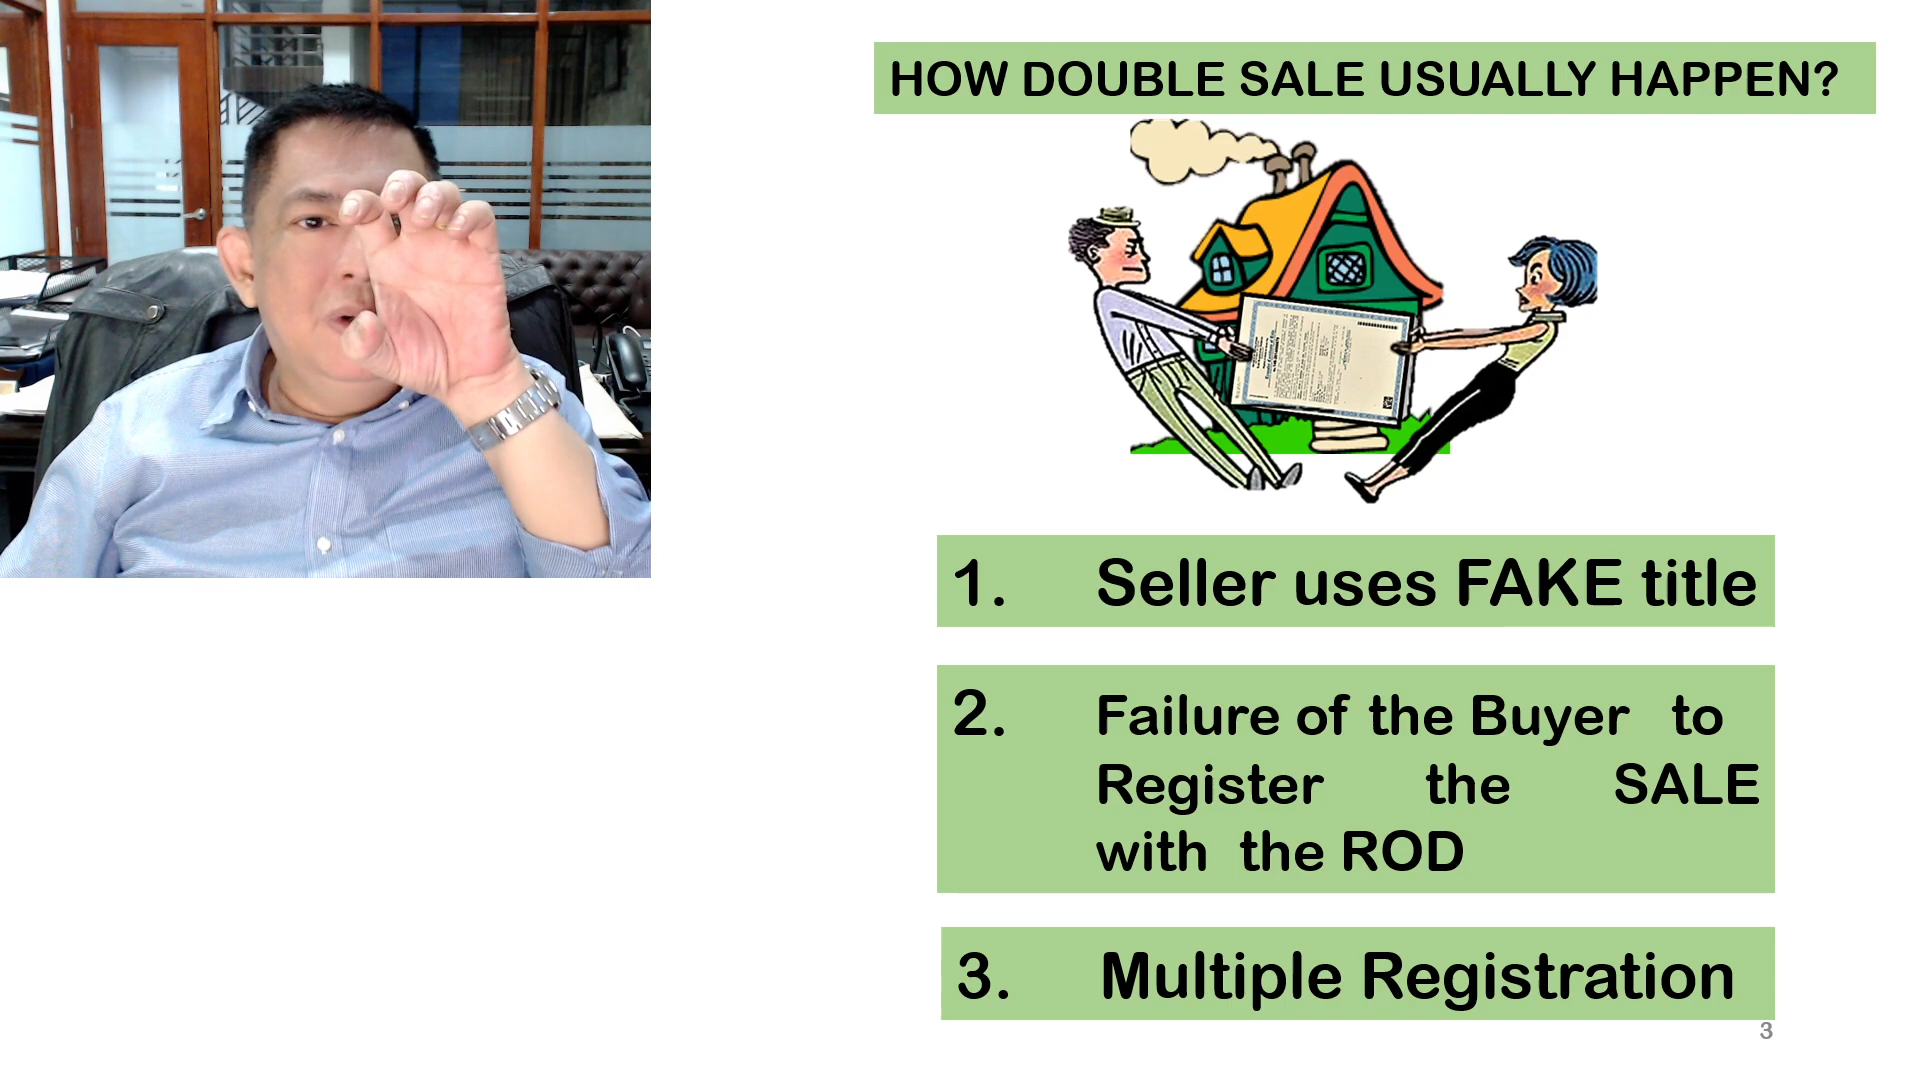 HOW DOUBLE SALE USUALLY HAPPEN?
1. Seller uses FAKE title
2. Failure of the Buyer to
Register the SALE
with the ROD
3. Multiple Registration
3